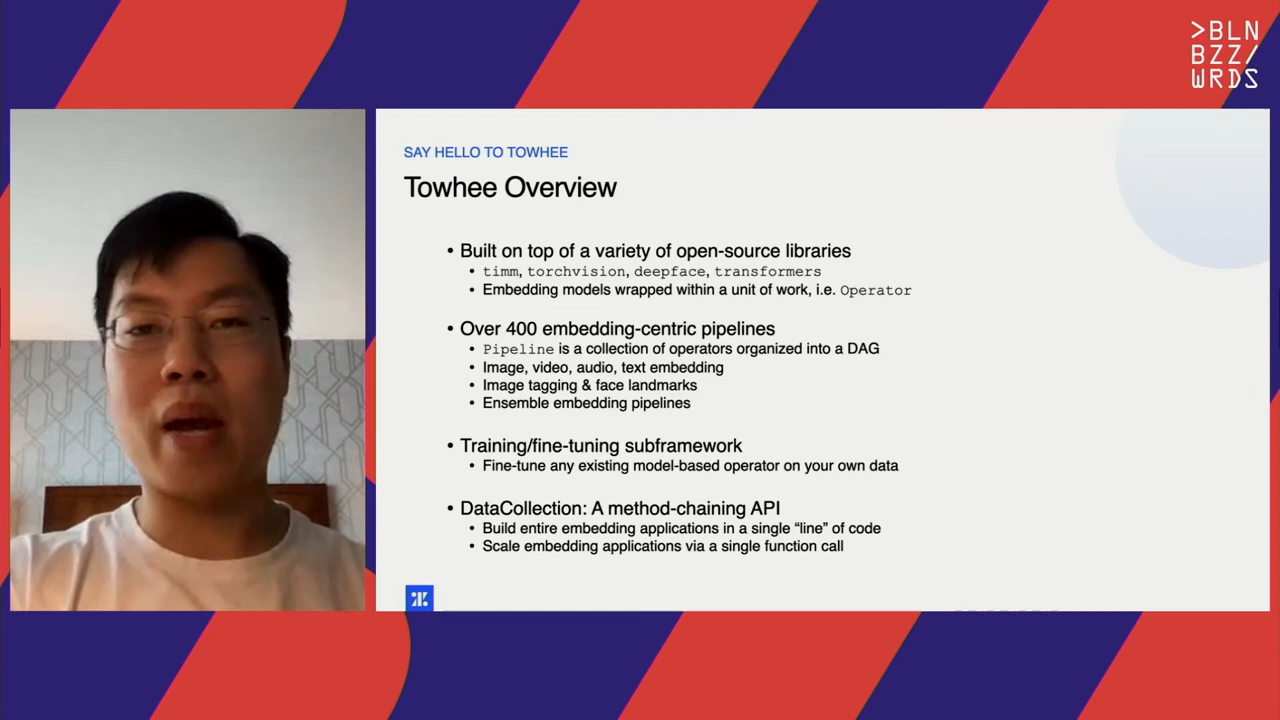 >BLN
BZZ/
WRDS
SAY HELLO TO TOWHEE
Towhee Overview
• Built on top of a variety of open-source libraries
• timm, torchvision, deepface, transformers
• Embedding models wrapped within a unit of work, i.e. Operator
• Over 400 embedding-centric pipelines
• Pipeline is a collection of operators organized into a DAG
• Image, video, audio, text embedding
• Image tagging & face landmarks
• Ensemble embedding pipelines
• Training/fine-tuning subframework
• Fine-tune any existing model-based operator on your own data
• DataCollection: A method-chaining API
• Build entire embedding applications in a single “line” of code
• Scale embedding applications via a single function call